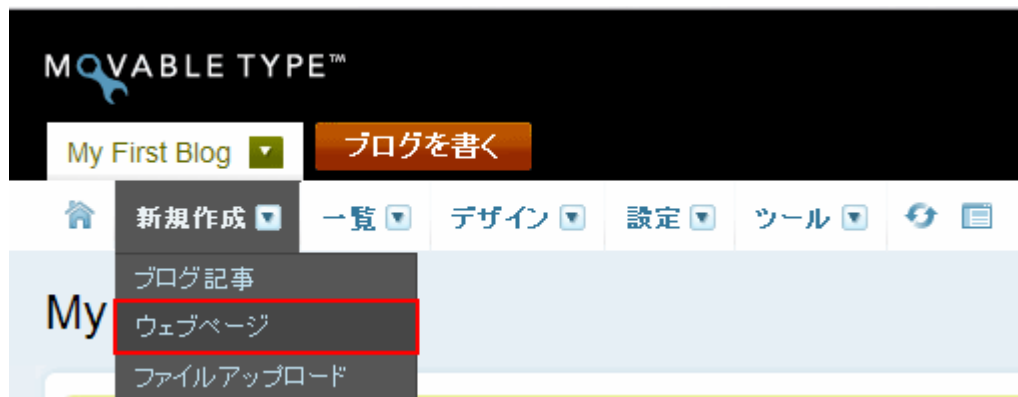 MOVABLE TYPE™
My First Blog ブログを書く
新規作成 一覧 デザイン 設定 ツール
ブログ記事
My
ウェブページ
ファイルアップロード